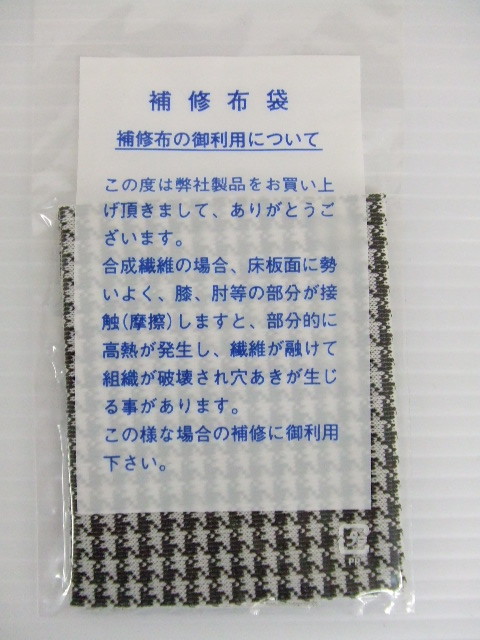 補修布袋
補修布の御利用について
この度は弊社製品をお買い上
げ頂きまして、ありがとうご
ざいます。
合成繊維の場合、床板面に勢
いよく、膝、肘等の部分が接
触(摩擦)しますと、部分的に
高熱が発生し、繊維が融けて
組織が破壊され穴あきが生じ
る事があります。
この様な場合の補修に御利用
下さい。